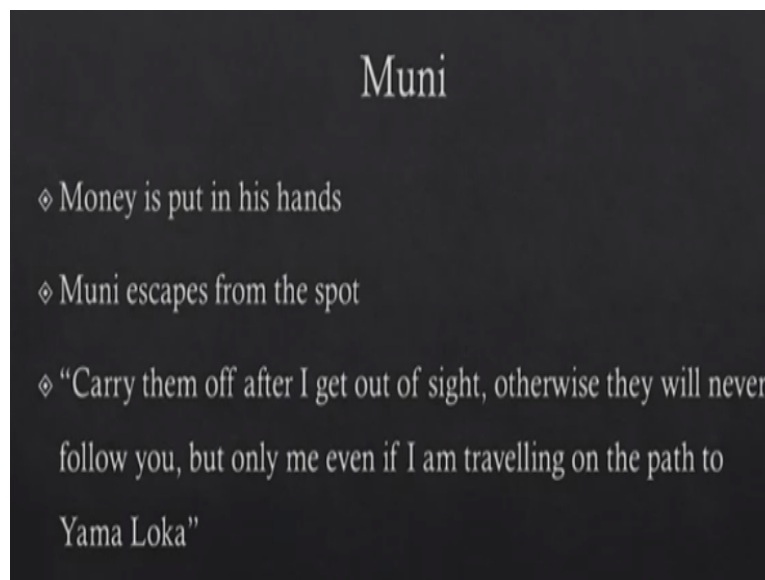 Muni
Money is put in his hands
Muni escapes from the spot
“Carry them off after I get out of sight, otherwise they will never
follow you, but only me even if I am travelling on the path to
Yama Loka”